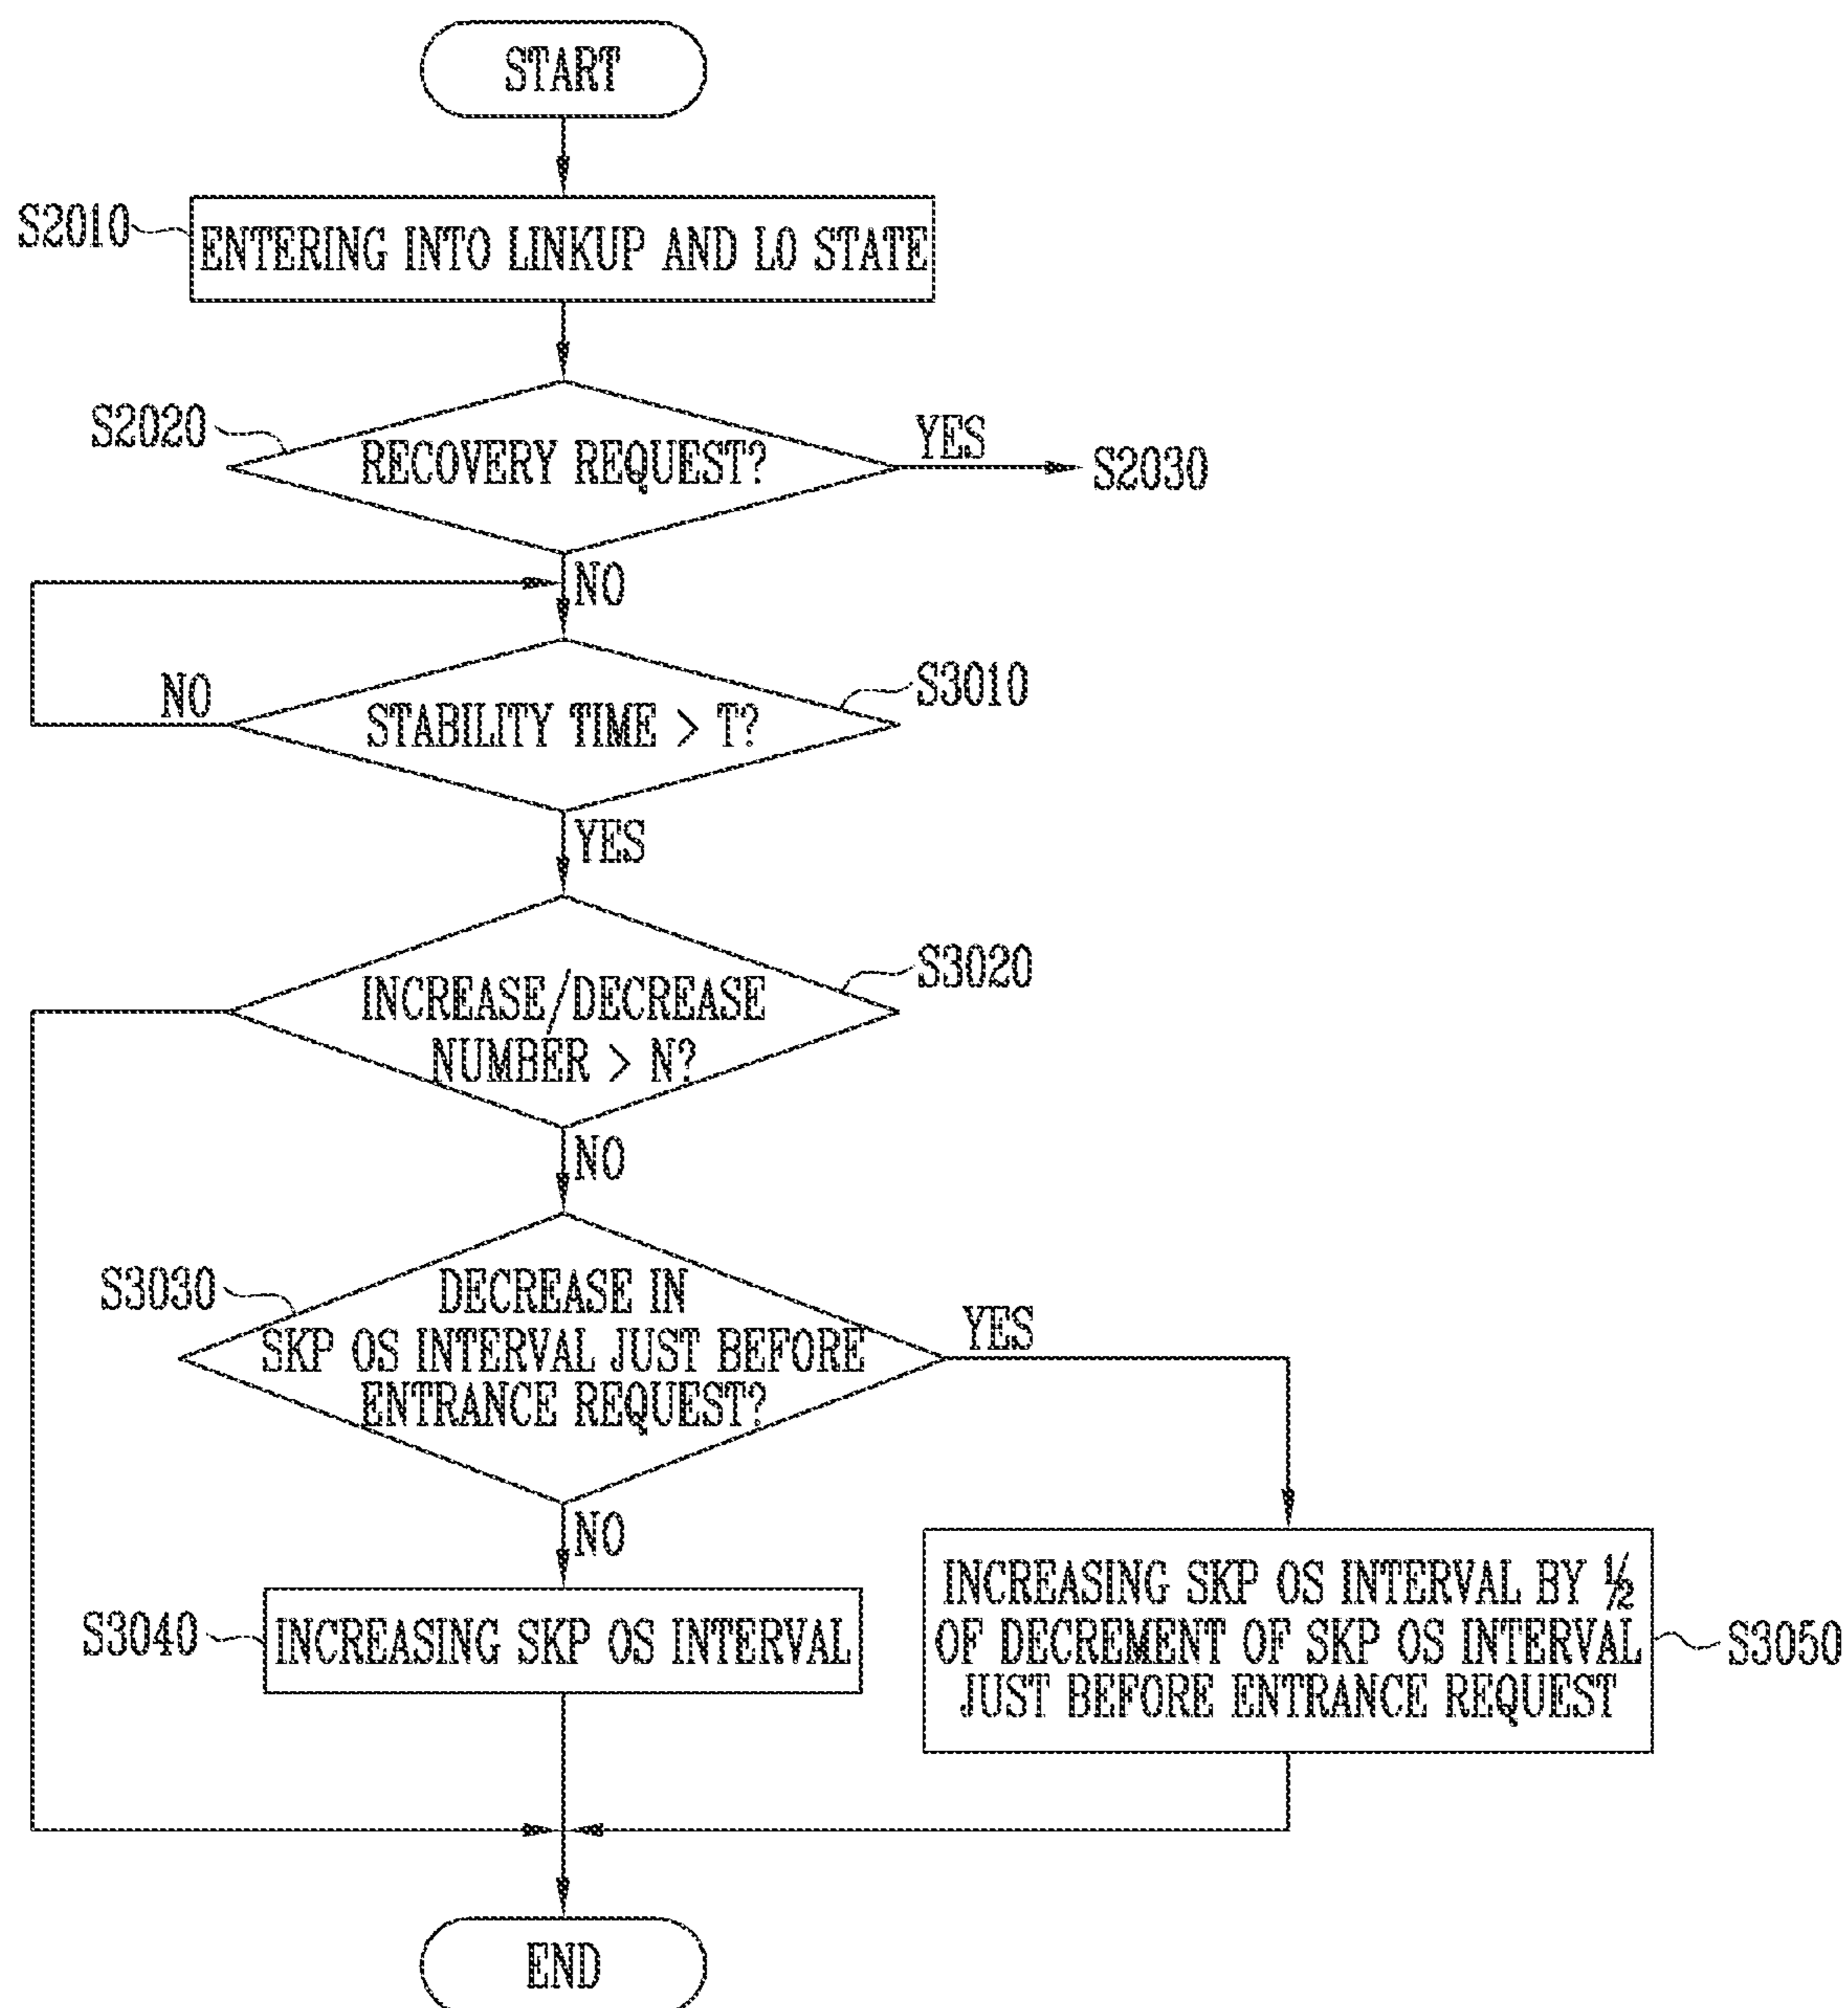 START
S2010
ENTERING INTO LINKUP AND L0 STATE
S2020
RECOVERY REQUEST?
YES
S2030
NO
NO
S3010
STABILITY TIME > T?
YES
S3020
INCREASE/DECREASE
NUMBER > N?
NO
S3030
DECREASE IN
SKP OS INTERVAL JUST BEFORE
ENTRANCE REQUEST?
YES
NO
S3040
INCREASING SKP OS INTERVAL
INCREASING SKP OS INTERVAL BY ½
OF DECREMENT OF SKP OS INTERVAL
JUST BEFORE ENTRANCE REQUEST
S3050
END